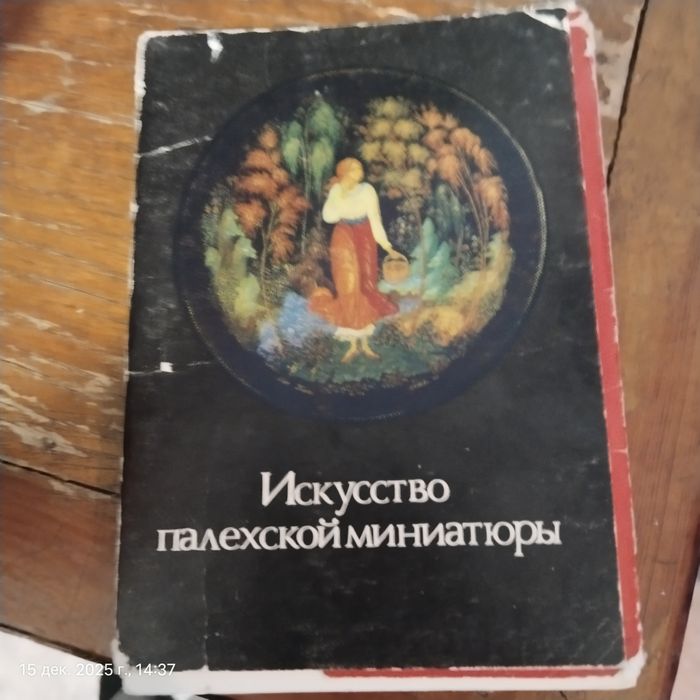 Искусство
палехской миниатюры
15 дек. 2025 г., 14:37